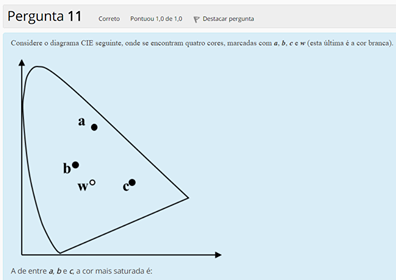 Pergunta 11 Correto Pontuou 1,0 de 1,0 Destacar pergunta
Considere o diagrama CIE seguinte, onde se encontram quatro cores, marcadas com a, b, c e w (esta última é a cor branca).
a
b
w
c
A de entre a, b e c, a cor mais saturada é: